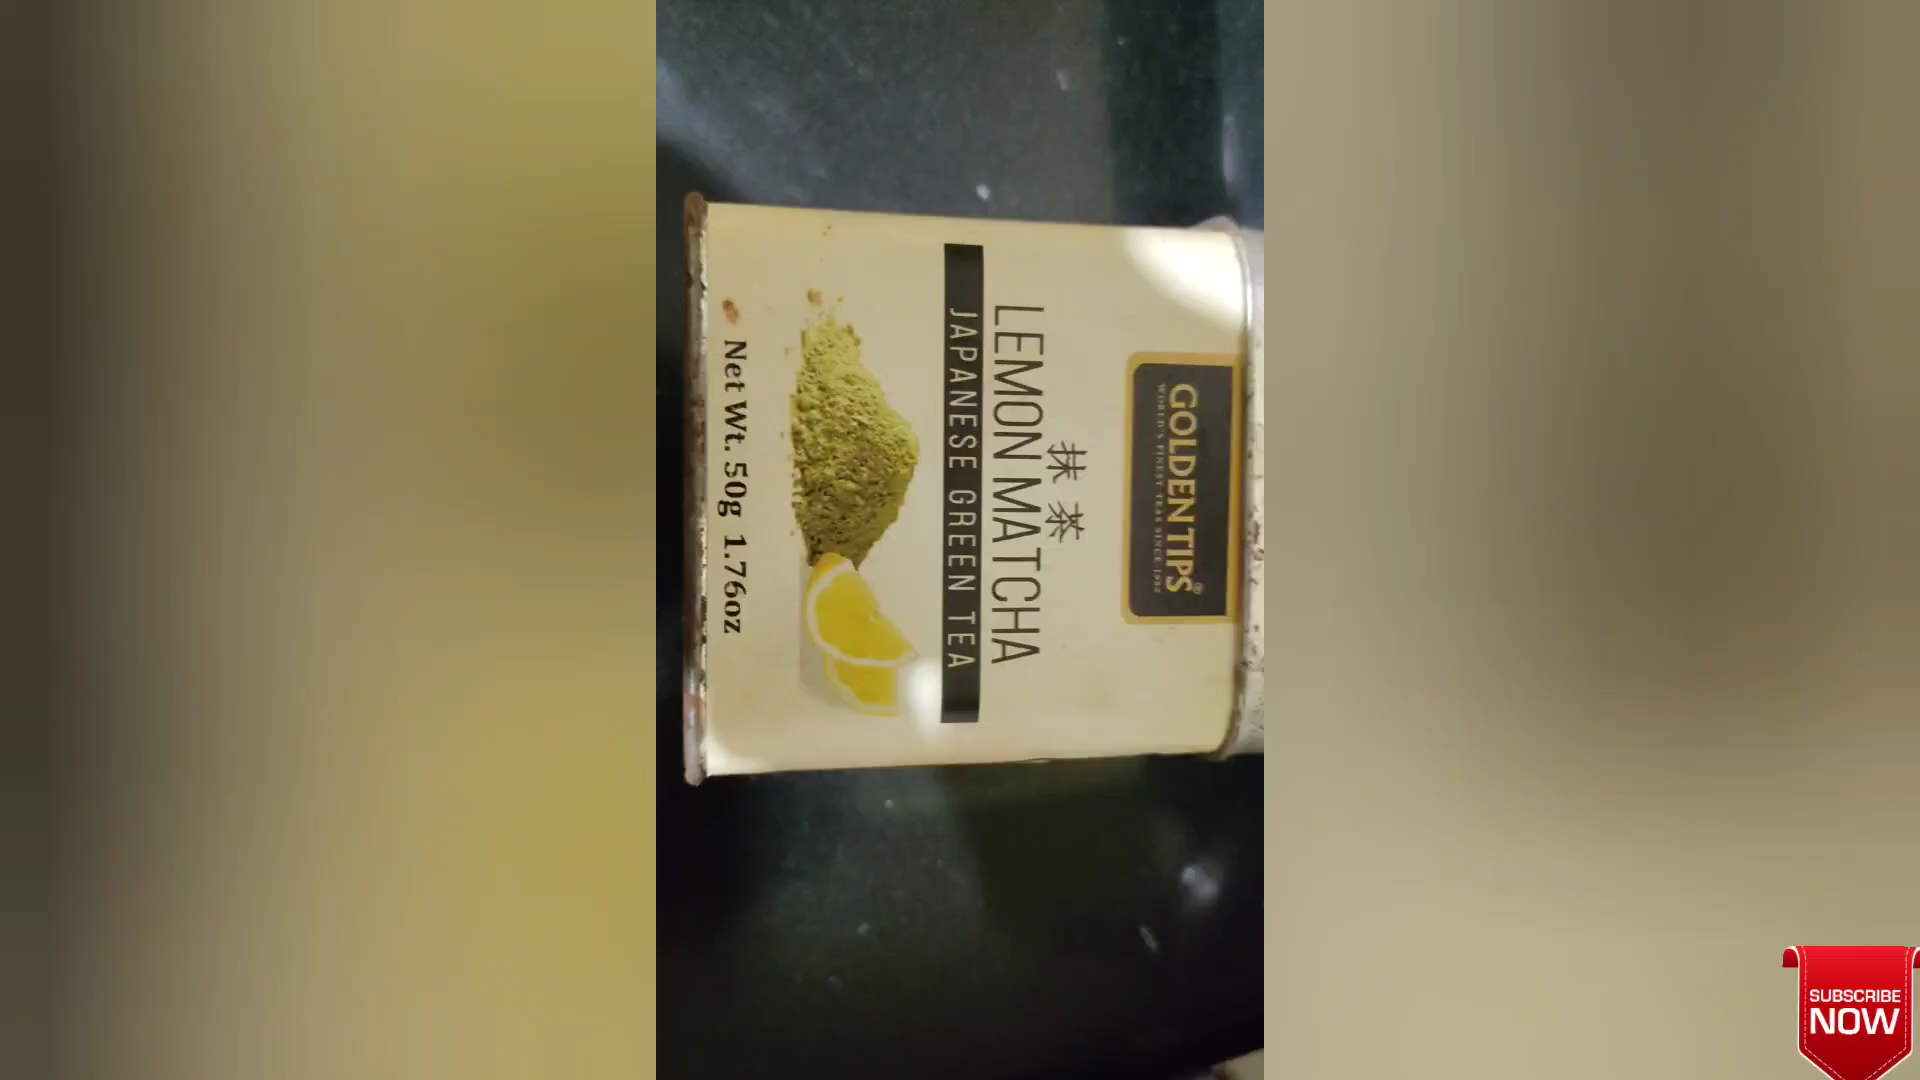 GOLDEN TIPS®
WORLD'S FINEST TEAS SINCE 1933
抹 茶
LEMON MATCHA
JAPANESE GREEN TEA
Net Wt. 50g 1.76oz
SUBSCRIBE
NOW